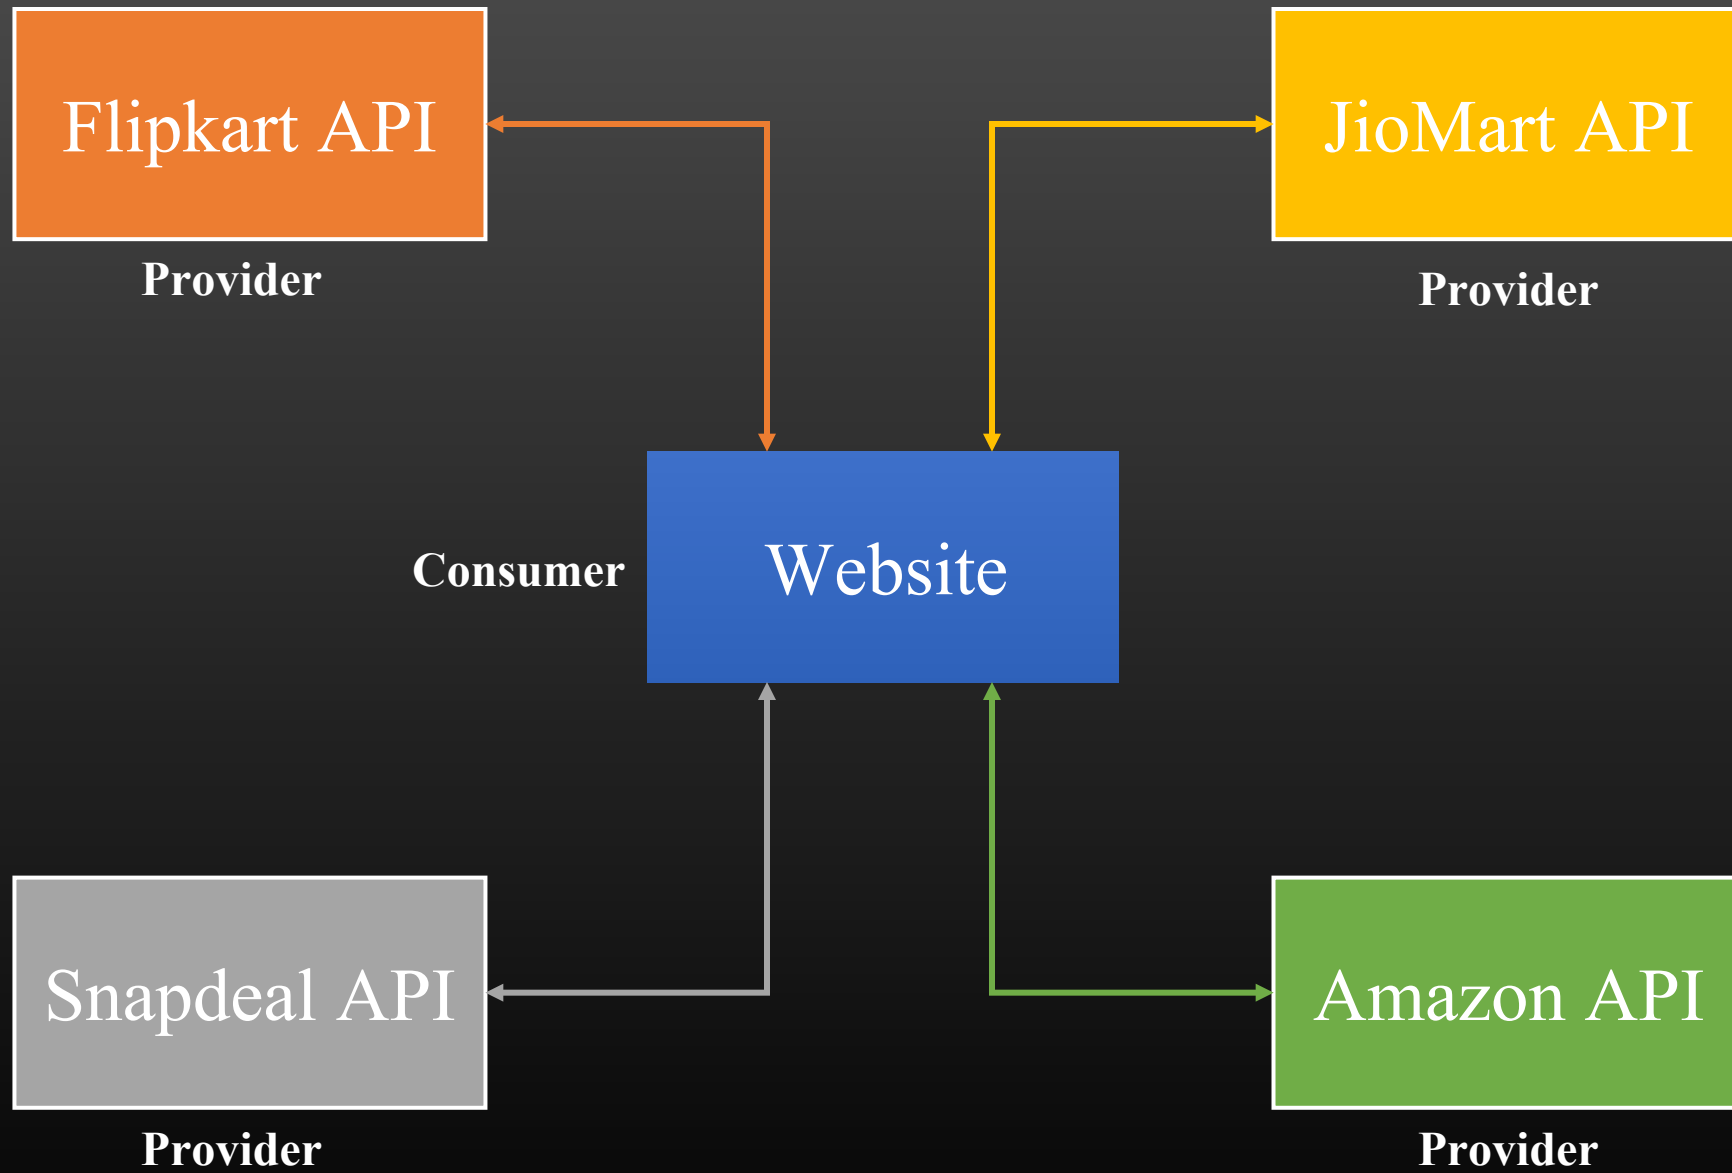 Flipkart API
JioMart API
Provider
Provider
Consumer
Website
Snapdeal API
Amazon API
Provider
Provider